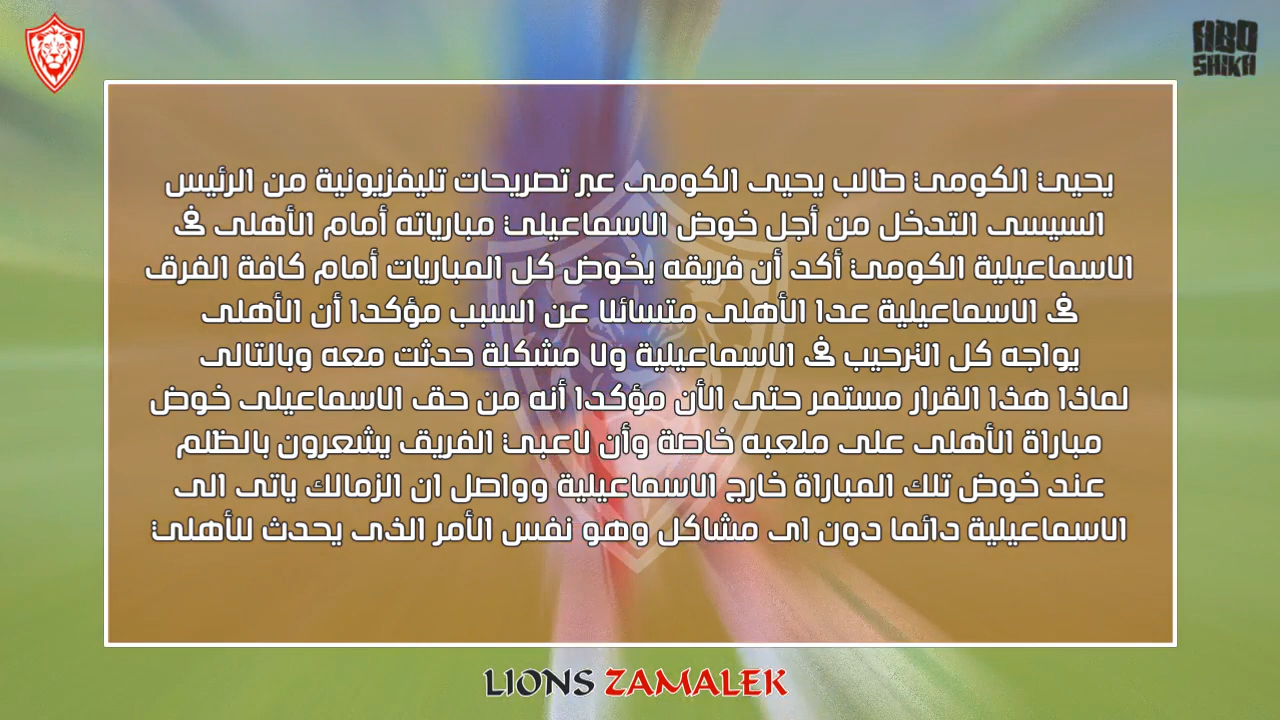 ABO
SHIKA
يحيى الكومى طالب يحيى الكومى عبر تصريحات تليفزيونية من الرئيس
السيسى التدخل من أجل خوض الاسماعيلى مبارياته أمام الأهلى فى
الاسماعيلية الكومى أكد أن فريقه يخوض كل المباريات أمام كافة الفرق
فى الاسماعيلية عدا الأهلى متسائلا عن السبب مؤكدا أن الأهلى
يواجه كل الترحيب فى الاسماعيلية ولا مشكلة حدثت معه وبالتالى
لماذا هذا القرار مستمر حتى الأن مؤكدا أنه من حق الاسماعيلى خوض
مباراة الأهلى على ملعبه خاصة وأن لاعبى الفريق يشعرون بالظلم
عند خوض تلك المباراة خارج الاسماعيلية وواصل ان الزمالك ياتى الى
الاسماعيلية دائما دون اى مشاكل وهو نفس الأمر الذى يحدث للأهلى
LIONS ZAMALEK